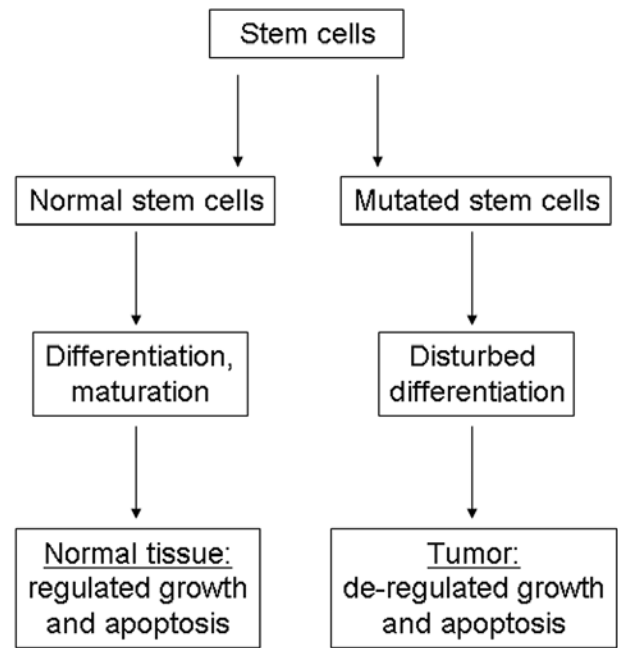 Stem cells
Normal stem cells
Mutated stem cells
Differentiation,
maturation
Disturbed
differentiation
Normal tissue:
regulated growth
and apoptosis
Tumor:
de-regulated growth
and apoptosis